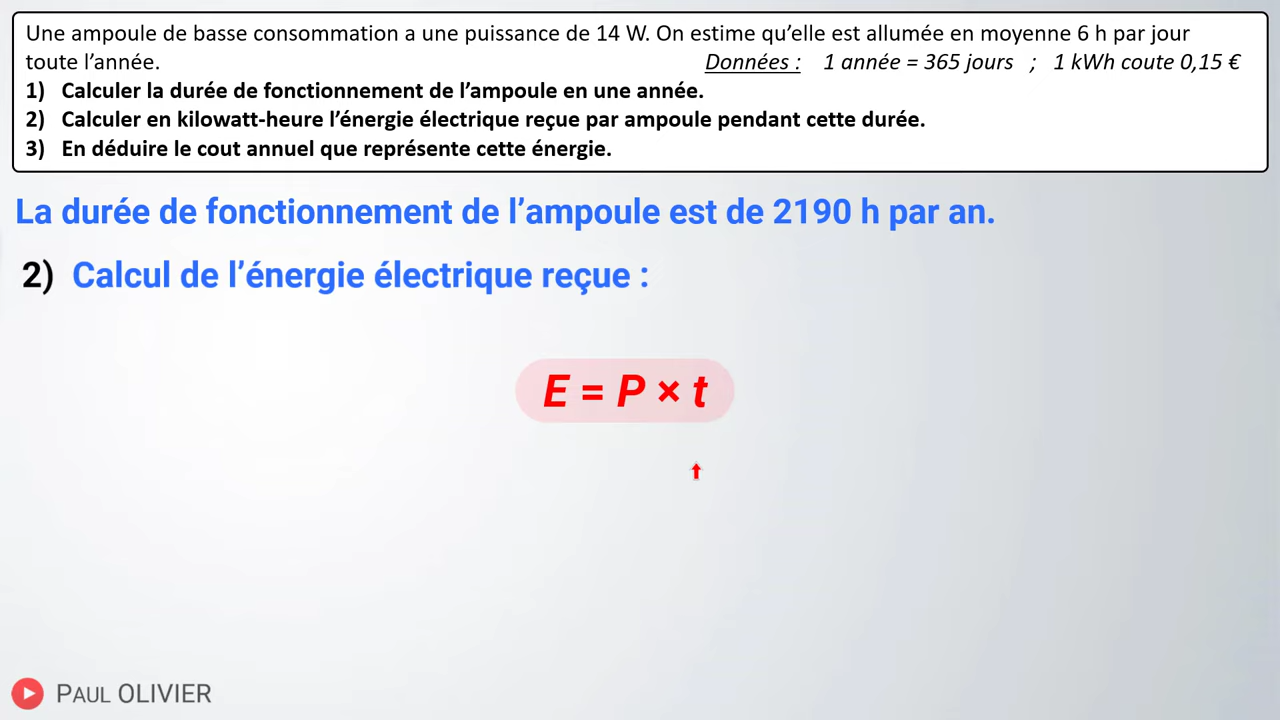 Une ampoule de basse consommation a une puissance de 14 W. On estime qu’elle est allumée en moyenne 6 h par jour
toute l’année. Données : 1 année = 365 jours ; 1 kWh coute 0,15 €
1) Calculer la durée de fonctionnement de l’ampoule en une année.
2) Calculer en kilowatt-heure l’énergie électrique reçue par ampoule pendant cette durée.
3) En déduire le cout annuel que représente cette énergie.
La durée de fonctionnement de l’ampoule est de 2190 h par an.
2) Calcul de l’énergie électrique reçue :
E = P × t
PAUL OLIVIER